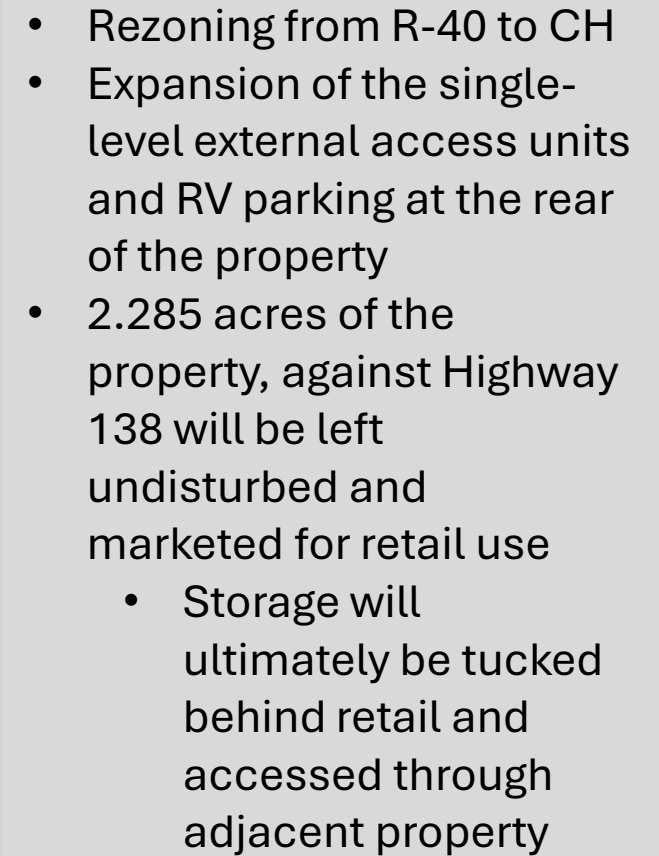 • Rezoning from R-40 to CH
• Expansion of the single-
level external access units
and RV parking at the rear
of the property
• 2.285 acres of the
property, against Highway
138 will be left
undisturbed and
marketed for retail use
• Storage will
ultimately be tucked
behind retail and
accessed through
adjacent property